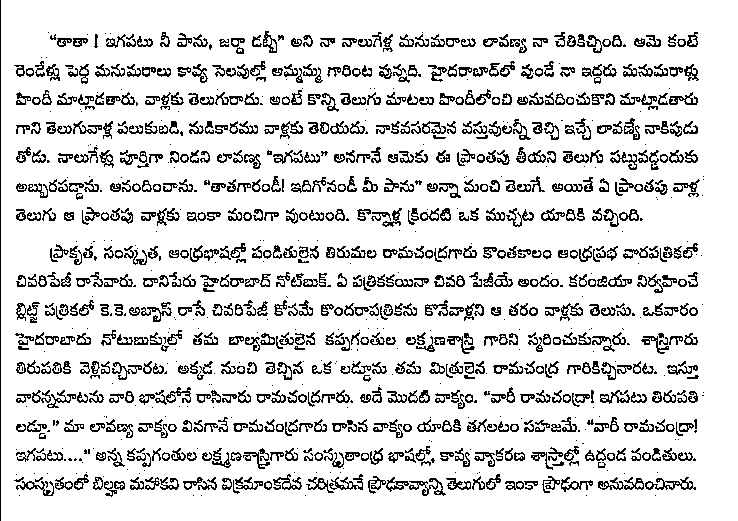 “తాతా ! ఇగపటు నీ పాను, జర్దా డబ్బీ” అని నా నాలుగేళ్ల మనుమరాలు లావణ్య నా చేతికిచ్చింది. ఆమె కంటే
రెండేళ్లు పెద్ద మనుమరాలు కావ్య సెలవుల్లో అమ్మమ్మ గారింట వున్నది. హైదరాబాద్‌లో వుండే నా ఇద్దరు మనుమరాళ్లు
హిందీ మాట్లాడతారు, వాళ్లకు తెలుగురాదు. అంటే కొన్ని తెలుగు మాటలు హిందీలోంచి అనువదించుకొని మాట్లాడతారు
గాని తెలుగువాళ్ల పలుకుబడి, నుడికారము వాళ్లకు తెలియదు. నాకవసరమైన వస్తువులన్నీ తెచ్చి ఇచ్చే లావణ్యే నాకిపుడు
తోడు. నాలుగేళ్లు పూర్తిగా నిండని లావణ్య “ఇగపటు” అనగానే ఆమెకు ఈ ప్రాంతపు తీయని తెలుగు పట్టువడ్డందుకు
అబ్బురపడ్డాను. ఆనందించాను. “తాతగారండీ! ఇదిగోనండీ మీ పాను” అన్నా మంచి తెలుగే. అయితే ఏ ప్రాంతపు వాళ్ల
తెలుగు ఆ ప్రాంతపు వాళ్లకు ఇంకా మంచిగా వుంటుంది. కొన్నాళ్ల క్రిందటి ఒక ముచ్చట యాదికి వచ్చింది.
ప్రాకృత, సంస్కృత, ఆంధ్రభాషల్లో పండితులైన తిరుమల రామచంద్రగారు కొంతకాలం ఆంధ్రప్రభ వారపత్రికలో
చివరిపేజీ రాసేవారు. దానిపేరు హైదరాబాద్ నోట్‌బుక్. ఏ పత్రికకయినా చివరి పేజీయే అందం. కరంజియా నిర్వహించే
బ్లిట్జ్ పత్రికలో కె.కె.అబ్బాస్ రాసే చివరిపేజీ కోసమే కొందరాపత్రికను కొనేవాళ్లని ఆ తరం వాళ్లకు తెలుసు. ఒకవారం
హైదరాబాదు నోటుబుక్కులో తమ బాల్యమిత్రులైన కప్పగంతుల లక్ష్మణశాస్త్రి గారిని స్మరించుకున్నారు. శాస్త్రిగారు
తిరుపతికి వెళ్లివచ్చినారట. అక్కడ నుంచి తెచ్చిన ఒక లడ్డూను తమ మిత్రులైన రామచంద్ర గారికిచ్చినారట. ఇస్తూ
వారన్నమాటను వారి భాషలోనే రాసినారు రామచంద్రగారు. అదే మొదటి వాక్యం. “వారీ రామచంద్రా! ఇగపటు తిరుపతి
లడ్డూ.” మా లావణ్య వాక్యం వినగానే రామచంద్రగారు రాసిన వాక్యం యాదికి తగలటం సహజమే. “వారీ రామచంద్రా!
ఇగపటు....” అన్న కప్పగంతుల లక్ష్మణశాస్త్రిగారు సంస్కృతాంధ్ర భాషల్లో, కావ్య వ్యాకరణ శాస్త్రాల్లో ఉద్దండ పండితులు.
సంస్కృతంలో బిల్హణ మహాకవి రాసిన విక్రమాంకదేవ చరిత్రమనే ప్రౌఢకావ్యాన్ని తెలుగులో ఇంకా ప్రౌఢంగా అనువదించినారు.